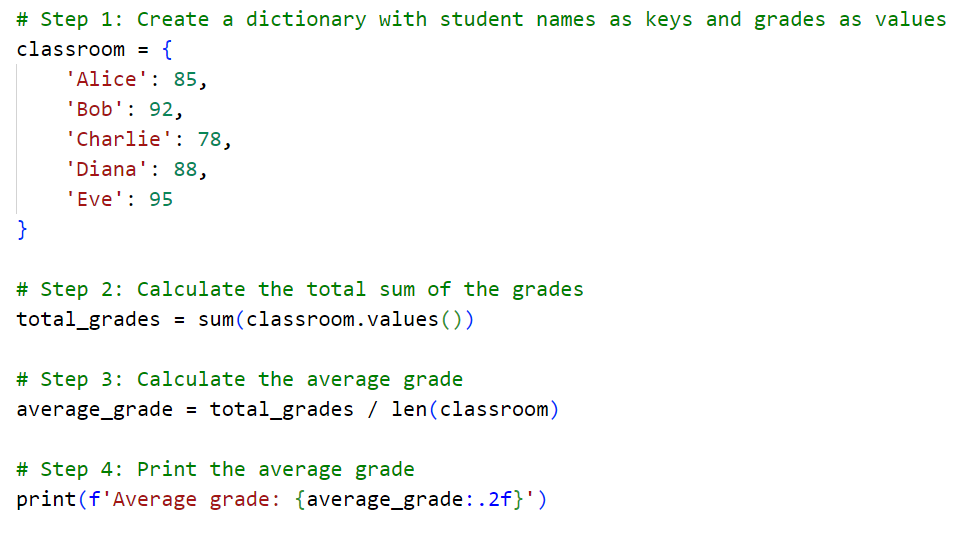 # Step 1: Create a dictionary with student names as keys and grades as values
classroom = {
    'Alice': 85,
    'Bob': 92,
    'Charlie': 78,
    'Diana': 88,
    'Eve': 95
}

# Step 2: Calculate the total sum of the grades
total_grades = sum(classroom.values())

# Step 3: Calculate the average grade
average_grade = total_grades / len(classroom)

# Step 4: Print the average grade
print(f'Average grade: {average_grade:.2f}')